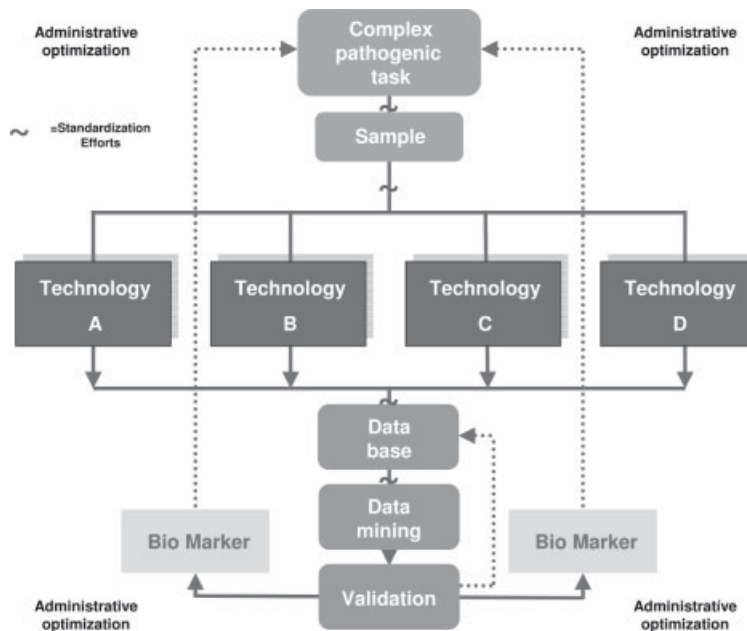 Administrative
optimization
Complex
pathogenic
task
Administrative
optimization
~ =Standardization
Efforts
~
Sample
~
Technology
A
Technology
B
Technology
C
Technology
D
~
Data
base
~
Data
mining
Bio Marker
Bio Marker
Validation
Administrative
optimization
Administrative
optimization